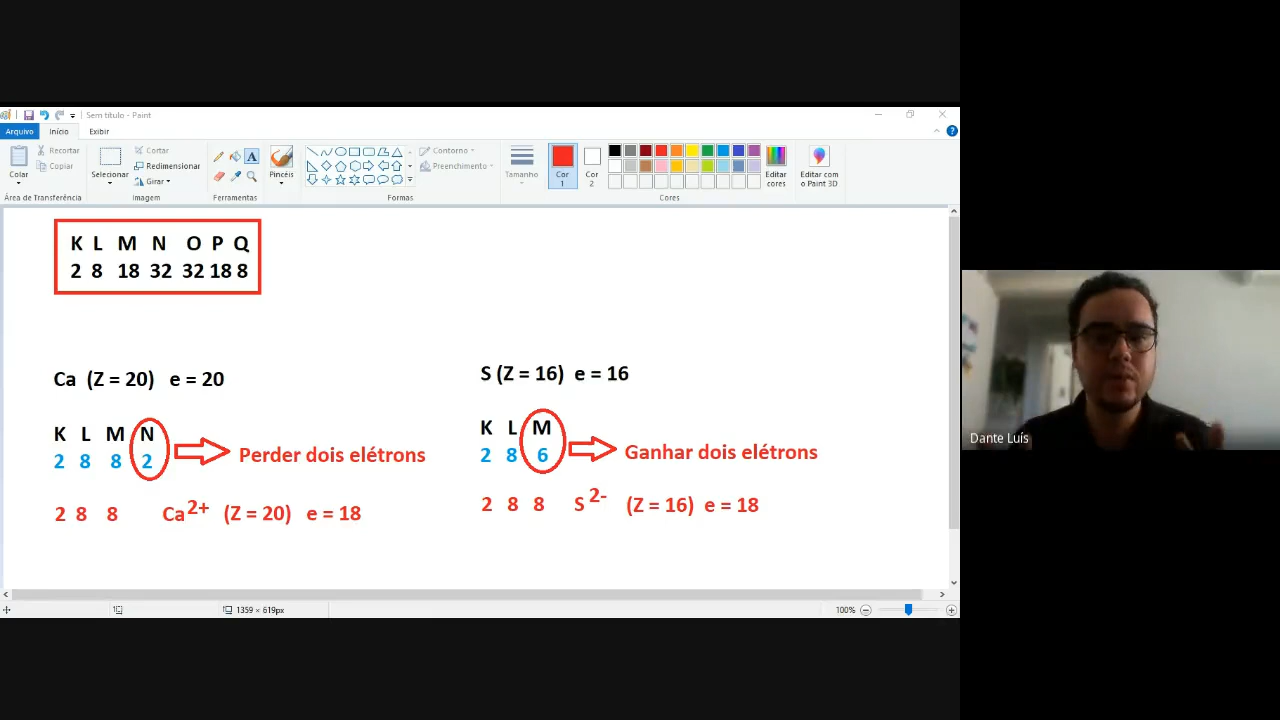 Sem título - Paint
Arquivo Início Exibir
Colar
Recortar
Copiar
Área de Transferência
Selecionar
Cortar
Redimensionar
Girar
Imagem
A
Ferramentas
Pincéis
Contorno
Preenchimento
Formas
Tamanho
Cor 1
Cor 2
Editar cores
Cores
Editar com o Paint 3D
K L M N O P Q
2 8 18 32 32 18 8
Ca (Z = 20) e = 20
K L M N
2 8 8 2
Perder dois elétrons
2 8 8 Ca2+ (Z = 20) e = 18
S (Z = 16) e = 16
K L M
2 8 6
Ganhar dois elétrons
2 8 8 S2- (Z = 16) e = 18
1359 × 619px
100%
Dante Luís